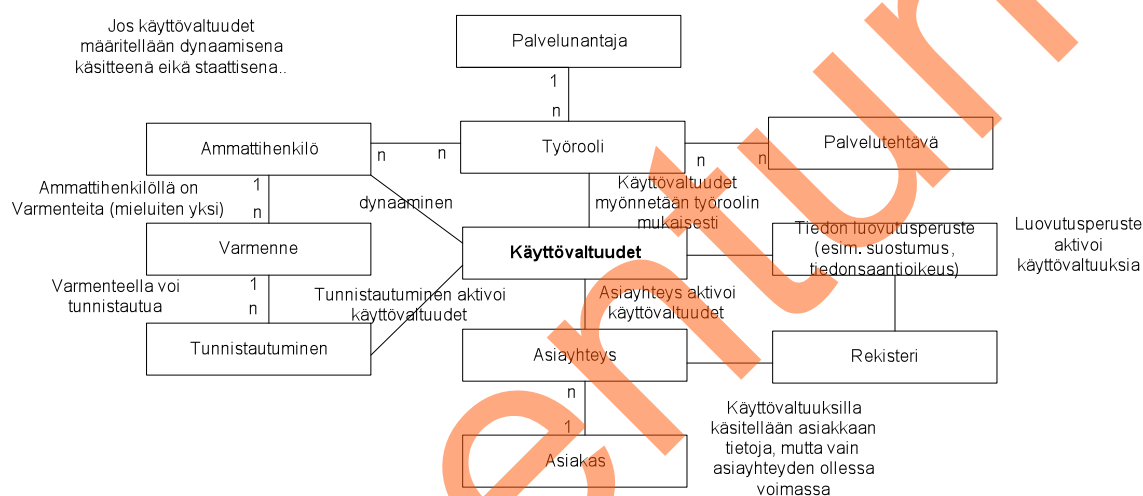 Jos käyttövaltuudet
määritellään dynaamisena
käsitteenä eikä staattisena..
Palvelunantaja
1
n
Ammattihenkilö
n
n
Työrooli
n
n
Palvelutehtävä
Ammattihenkilöllä on
Varmenteita (mieluiten yksi)
1
n
dynaaminen
Käyttövaltuudet
myönnetään työroolin
mukaisesti
Varmenne
Käyttövaltuudet
Tiedon luovutusperuste
(esim. suostumus,
tiedonsaantioikeus)
Luovutusperuste
aktivoi
käyttövaltuuksia
Varmenteella voi
tunnistautua
1
n
Tunnistautuminen aktivoi
käyttövaltuudet
Asiayhteys aktivoi
käyttövaltuudet
Tunnistautuminen
Asiayhteys
Rekisteri
n
1
Asiakas
Käyttövaltuuksilla
käsitellään asiakkaan
tietoja, mutta vain
asiayhteyden ollessa
voimassa